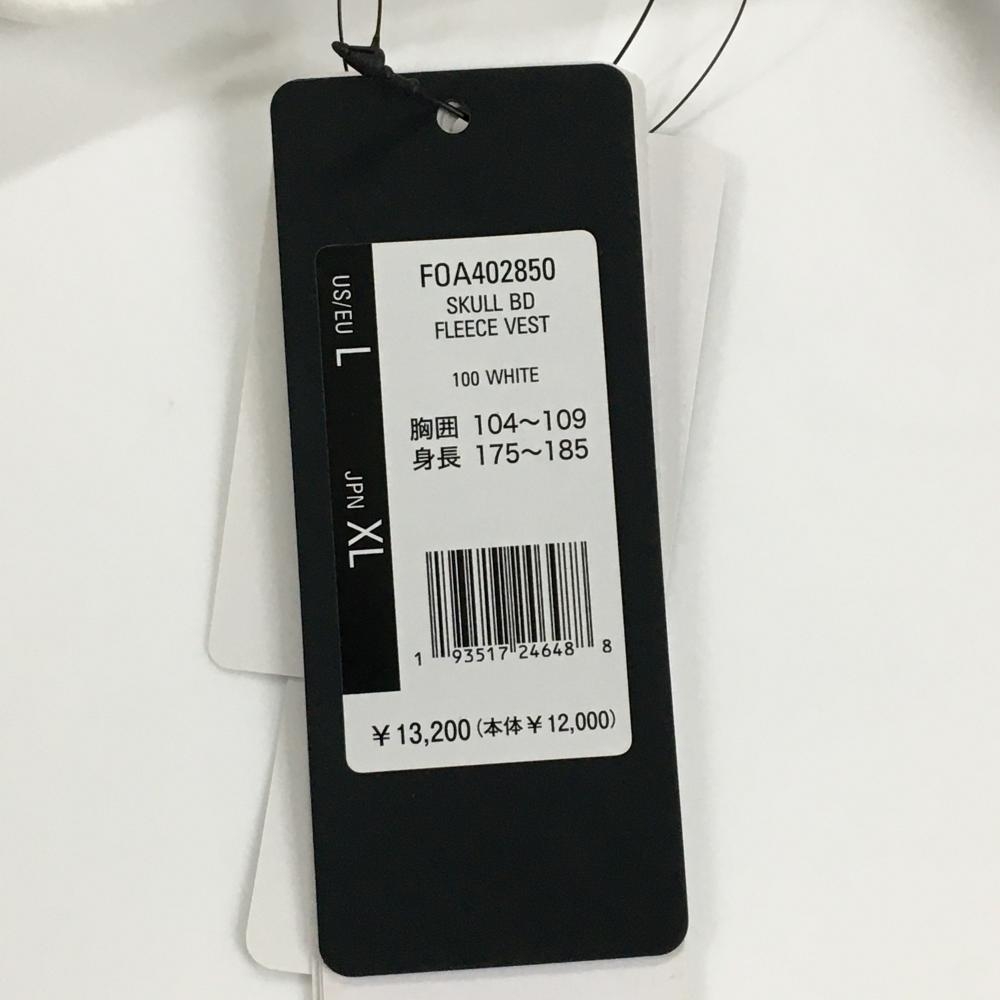 FOA402850
SKULL BD
FLEECE VEST
100 WHITE
胸囲 104～109
身長 175～185
US/EU L
JPN XL
1 93517 24648 8
￥13,200(本体￥12,000)